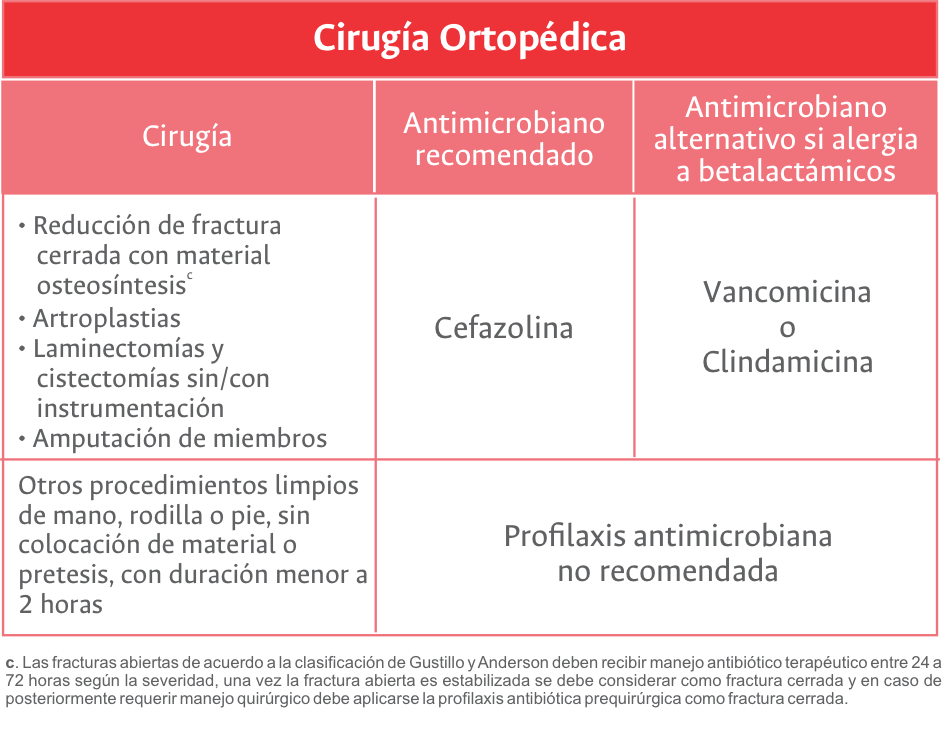 Cirugía Ortopédica
Cirugía
Antimicrobiano
recomendado
Antimicrobiano
alternativo si alergia
a betalactámicos
• Reducción de fractura
cerrada con material
osteosíntesisc
• Artroplastias
• Laminectomías y
cistectomías sin/con
instrumentación
• Amputación de miembros
Cefazolina
Vancomicina
o
Clindamicina
Otros procedimientos limpios
de mano, rodilla o pie, sin
colocación de material o
pretesis, con duración menor a
2 horas
Profilaxis antimicrobiana
no recomendada
c. Las fracturas abiertas de acuerdo a la clasificación de Gustillo y Anderson deben recibir manejo antibiótico terapéutico entre 24 a
72 horas según la severidad, una vez la fractura abierta es estabilizada se debe considerar como fractura cerrada y en caso de
posteriormente requerir manejo quirúrgico debe aplicarse la profilaxis antibiótica prequirúrgica como fractura cerrada.